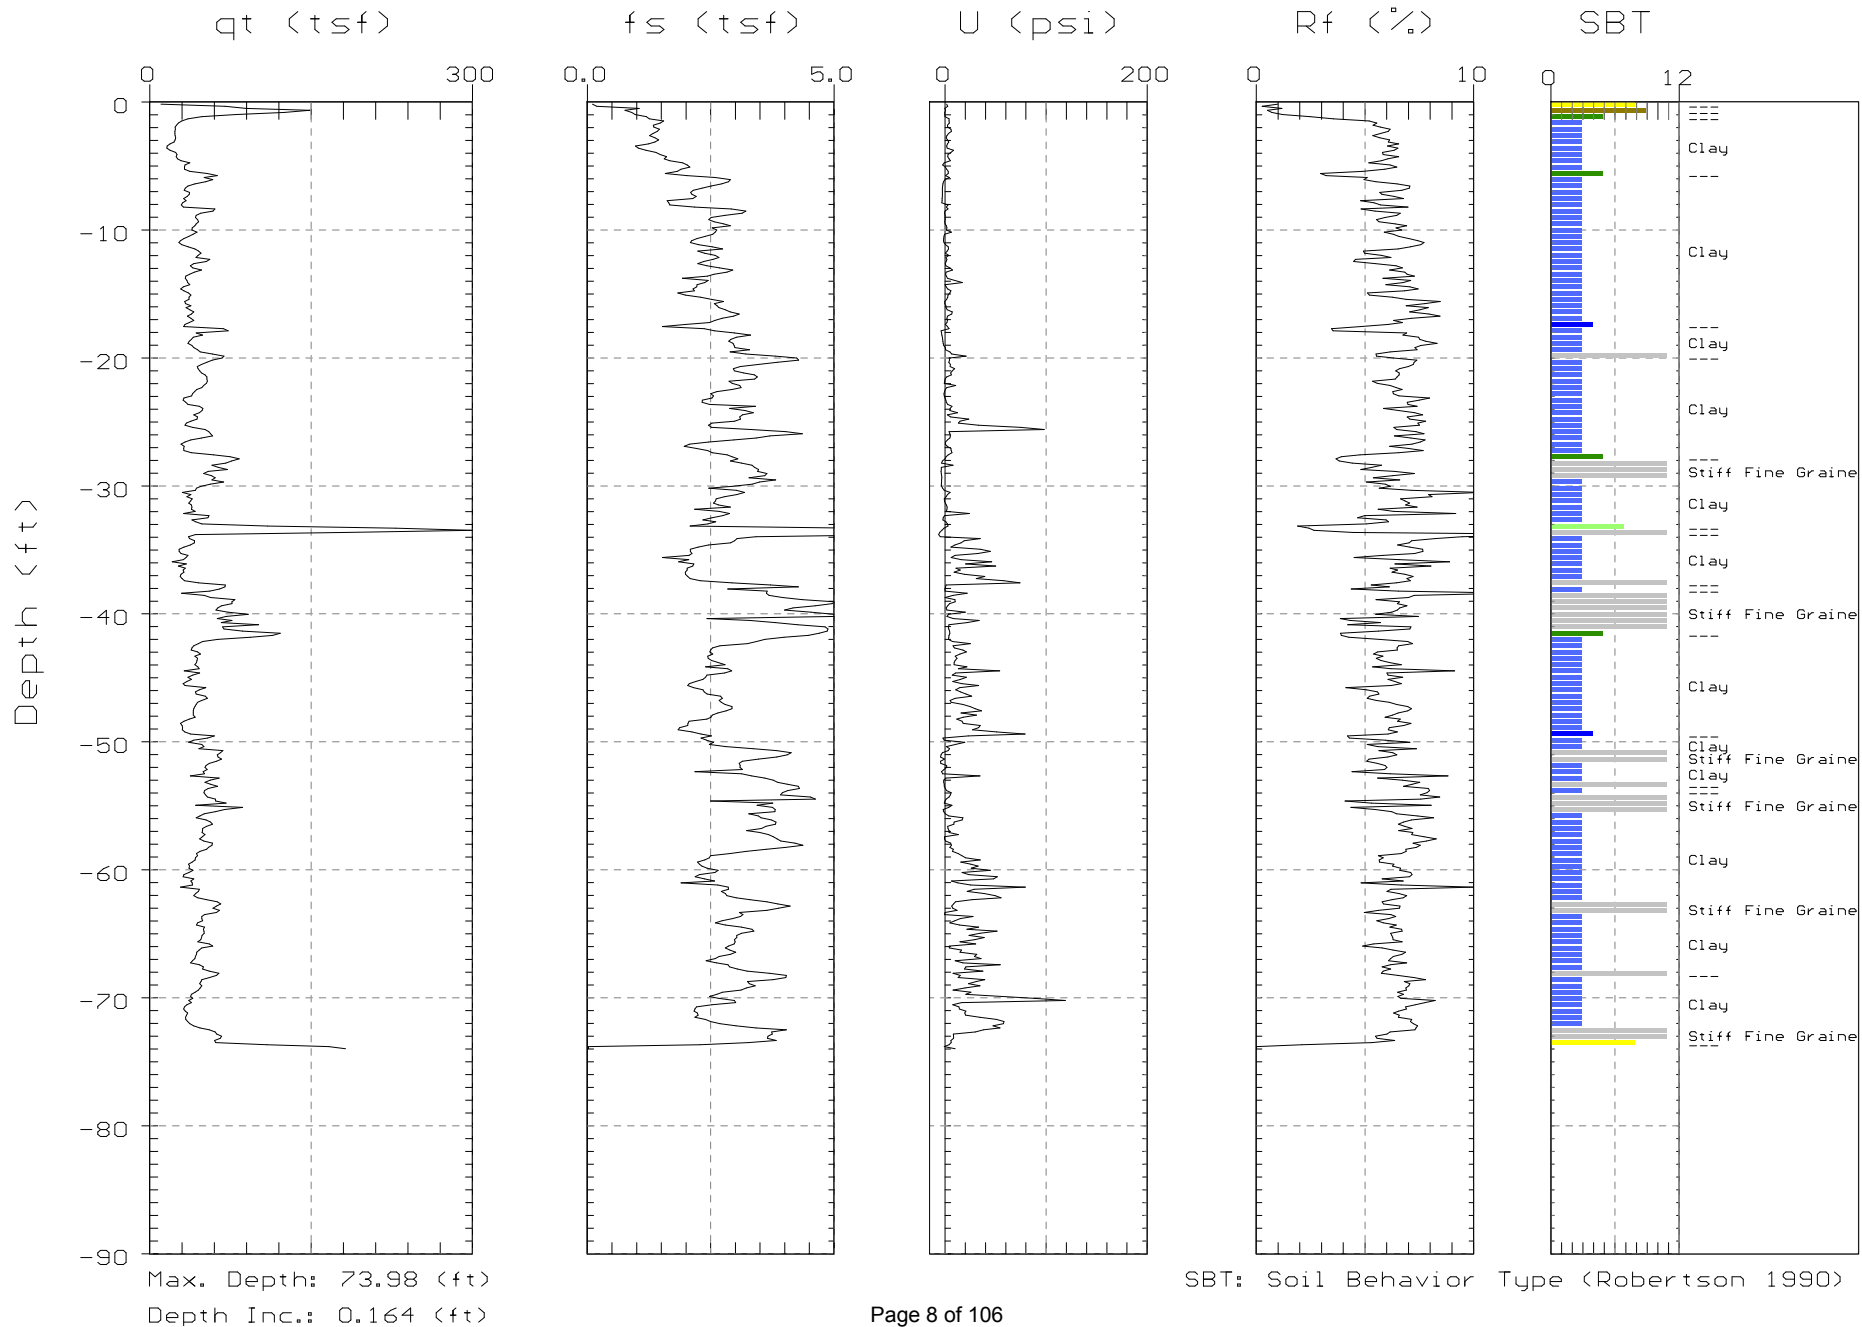 qt (tsf) fs (tsf) U (psi) Rf (%) SBT
0 300 0.0 5.0 0 200 0 10 0 12
0
---
---
Clay
---
-10
Clay
---
Clay
-20
---
Clay
---
Stiff Fine Graine
-30
Clay
---
Clay
---
-40
Stiff Fine Graine
---
Clay
---
-50
Clay
Stiff Fine Graine
Clay
---
---
Stiff Fine Graine
Clay
-60
Stiff Fine Graine
Clay
---
-70
Clay
Stiff Fine Graine
---
-80
-90
Depth (ft)
Max. Depth: 73.98 (ft)
SBT: Soil Behavior Type (Robertson 1990)
Depth Inc.: 0.164 (ft)
Page 8 of 106